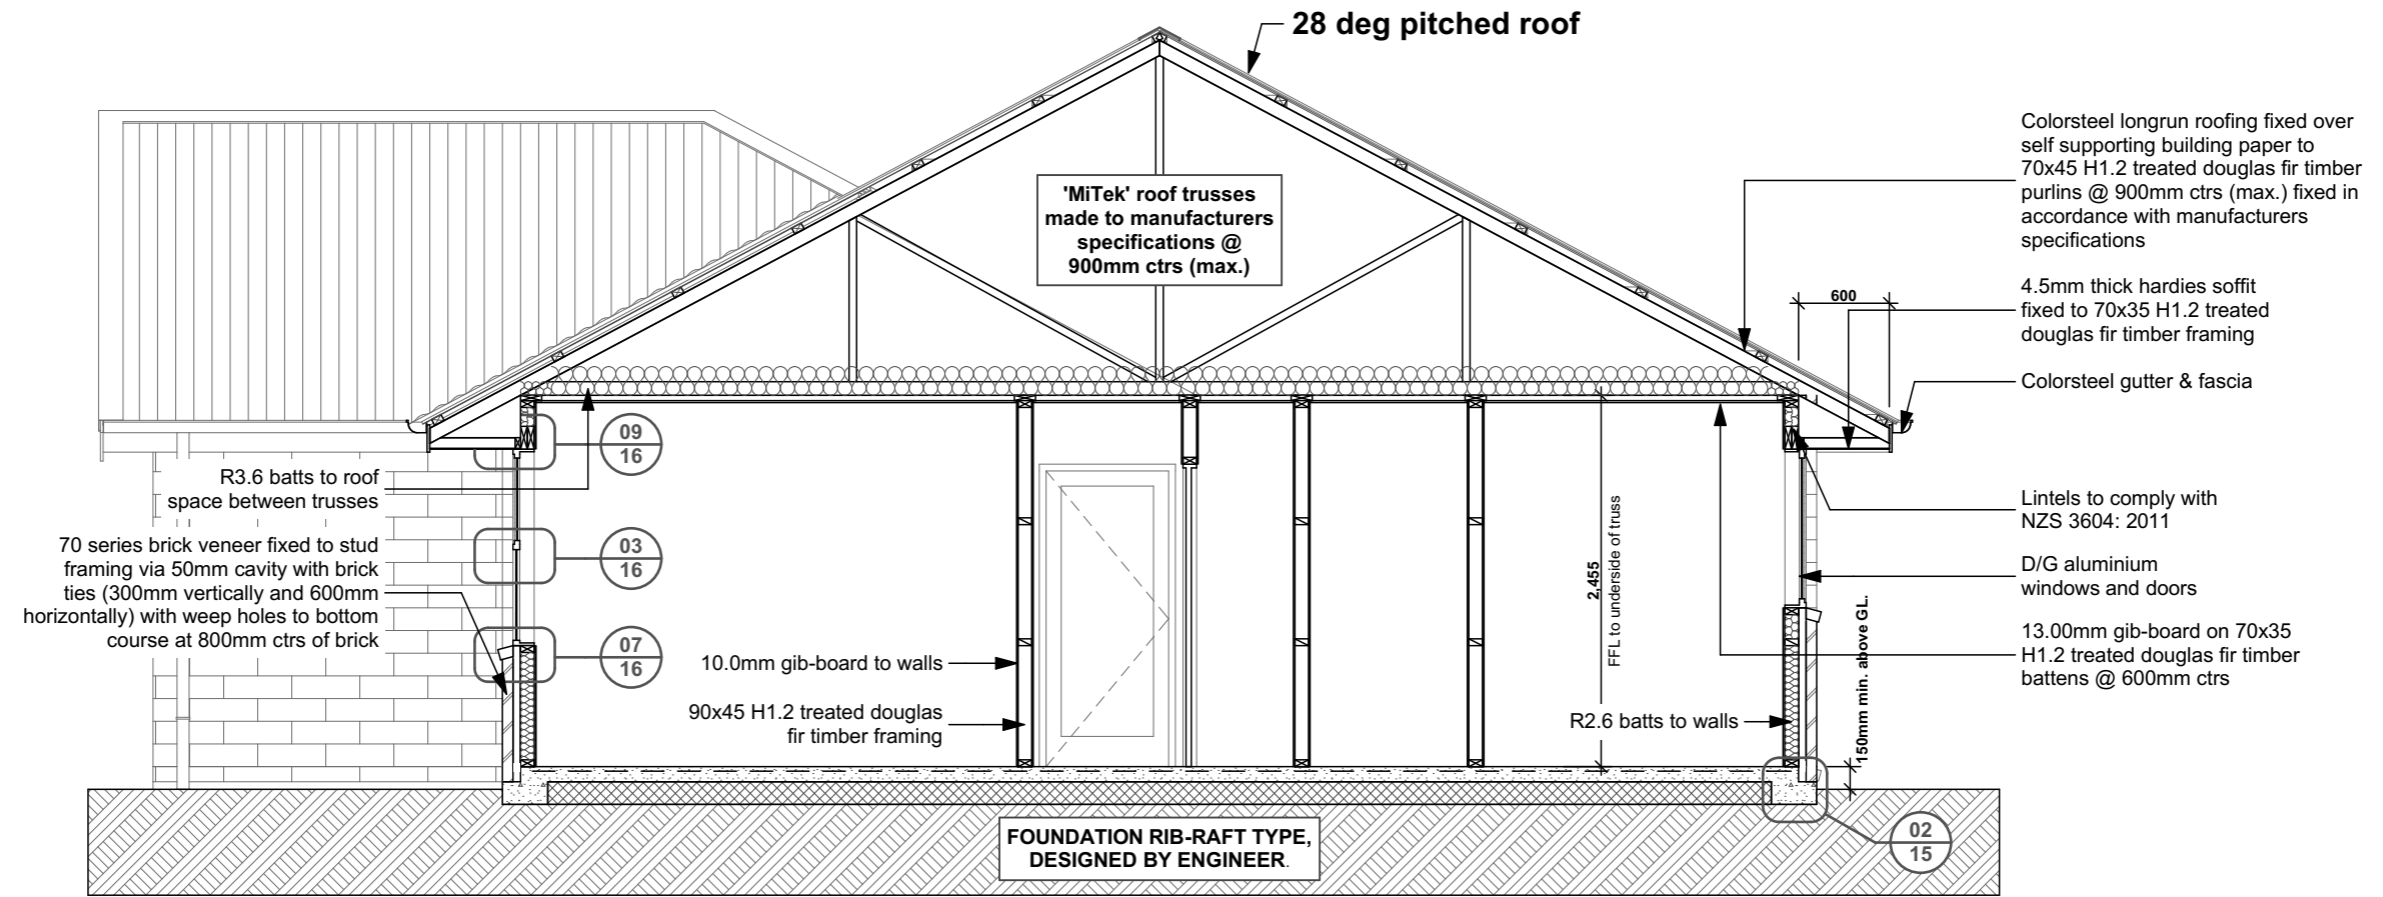 28 deg pitched roof
'MiTek' roof trusses
made to manufacturers
specifications @
900mm ctrs (max.)
Colorsteel longrun roofing fixed over
self supporting building paper to
70x45 H1.2 treated douglas fir timber
purlins @ 900mm ctrs (max.) fixed in
accordance with manufacturers
specifications
4.5mm thick hardies soffit
fixed to 70x35 H1.2 treated
douglas fir timber framing
600
Colorsteel gutter & fascia
09
16
R3.6 batts to roof
space between trusses
70 series brick veneer fixed to stud
framing via 50mm cavity with brick
ties (300mm vertically and 600mm
horizontally) with weep holes to bottom
course at 800mm ctrs of brick
03
16
07
16
10.0mm gib-board to walls
90x45 H1.2 treated douglas
fir timber framing
2,455
FFL to underside of truss
R2.6 batts to walls
150mm min. above GL.
Lintels to comply with
NZS 3604: 2011
D/G aluminium
windows and doors
13.00mm gib-board on 70x35
H1.2 treated douglas fir timber
battens @ 600mm ctrs
FOUNDATION RIB-RAFT TYPE,
DESIGNED BY ENGINEER.
02
15